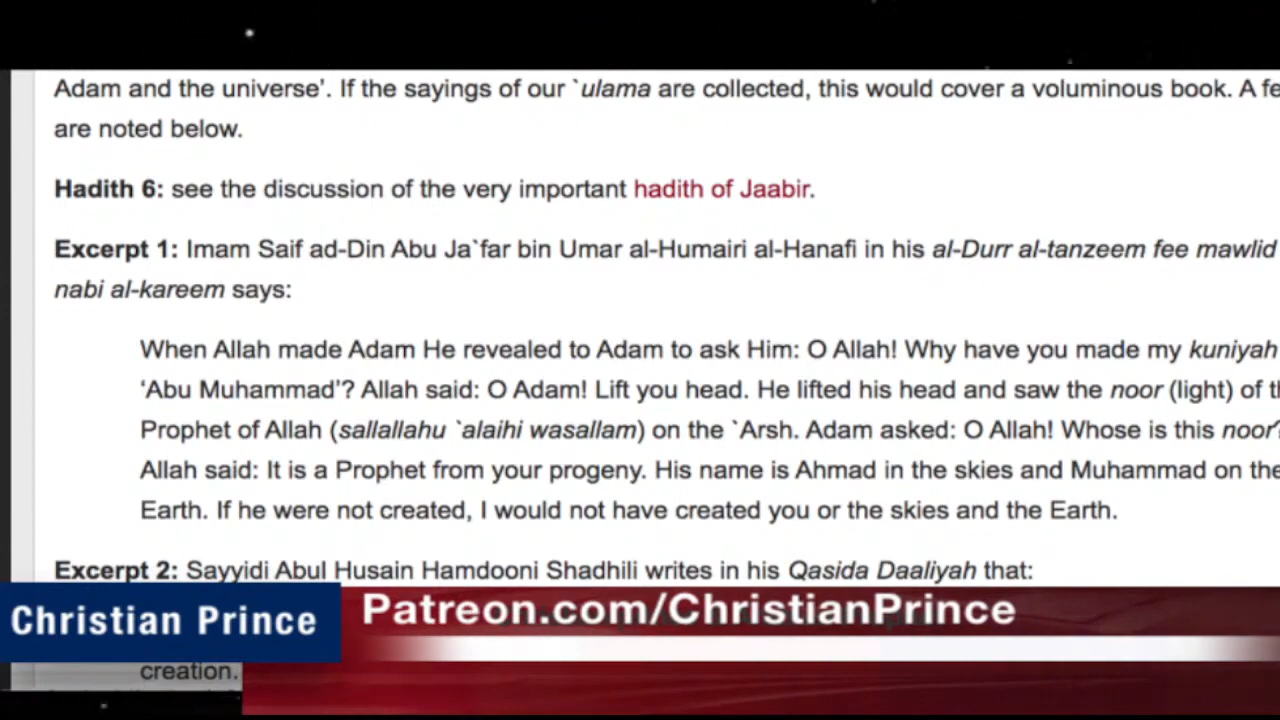 Adam and the universe'. If the sayings of our `ulama are collected, this would cover a voluminous book. A fe
are noted below.
Hadith 6: see the discussion of the very important hadith of Jaabir.
Excerpt 1: Imam Saif ad-Din Abu Ja`far bin Umar al-Humairi al-Hanafi in his al-Durr al-tanzeem fee mawlid
nabi al-kareem says:
When Allah made Adam He revealed to Adam to ask Him: O Allah! Why have you made my kuniyah
'Abu Muhammad'? Allah said: O Adam! Lift you head. He lifted his head and saw the noor (light) of th
Prophet of Allah (sallallahu `alaihi wasallam) on the `Arsh. Adam asked: O Allah! Whose is this noor?
Allah said: It is a Prophet from your progeny. His name is Ahmad in the skies and Muhammad on the
Earth. If he were not created, I would not have created you or the skies and the Earth.
Excerpt 2: Sayyidi Abul Husain Hamdooni Shadhili writes in his Qasida Daaliyah that:
Christian Prince
Patreon.com/ChristianPrince
creation.